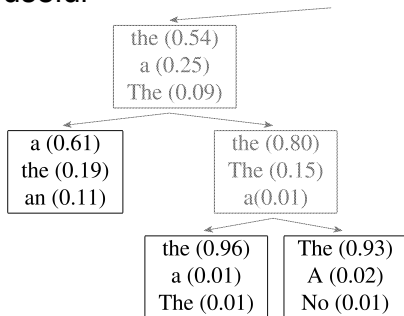 the (0.54)
a (0.25)
The (0.09)
a (0.61)
the (0.19)
an (0.11)
the (0.80)
The (0.15)
a(0.01)
the (0.96)
a (0.01)
The (0.01)
The (0.93)
A (0.02)
No (0.01)